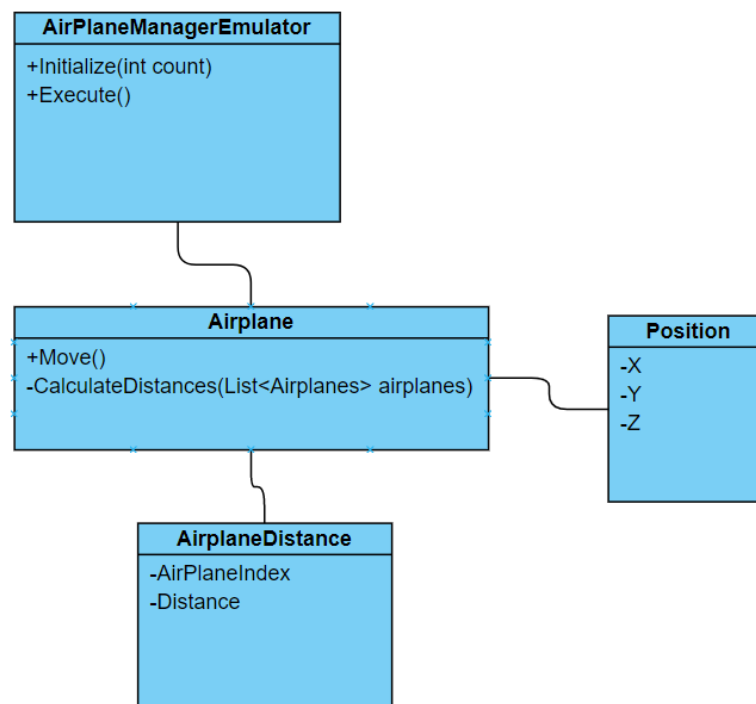 AirPlaneManagerEmulator
+Initialize(int count)
+Execute()
Airplane
+Move()
-CalculateDistances(List<Airplanes> airplanes)
Position
-X
-Y
-Z
AirplaneDistance
-AirPlaneIndex
-Distance